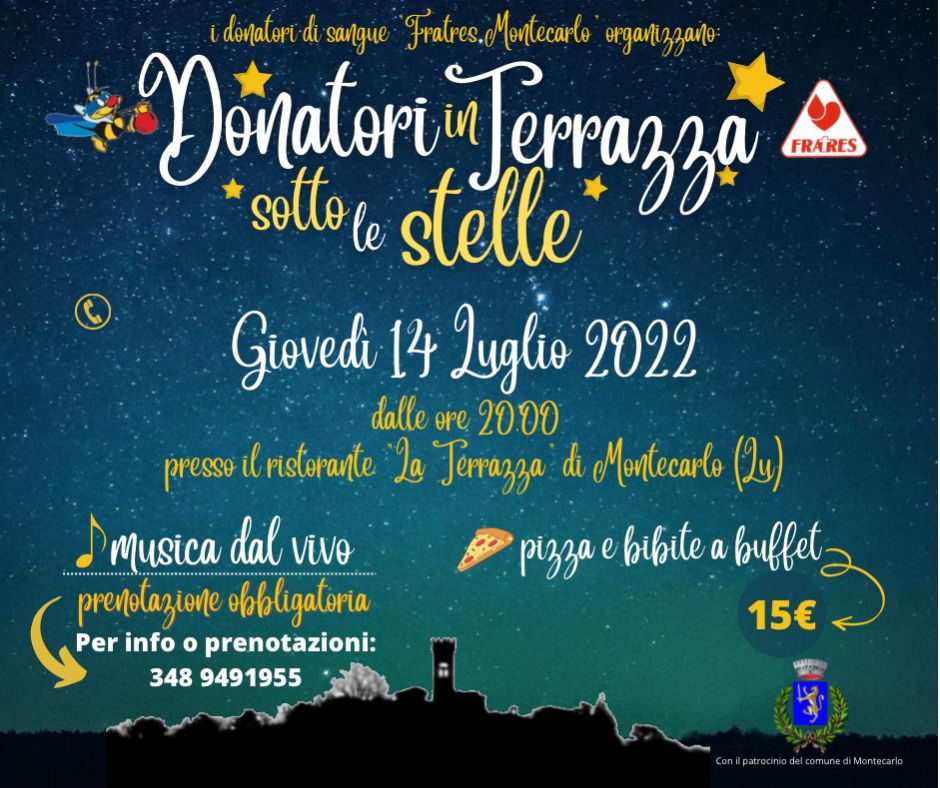 i donatori di sangue "Fratres Montecarlo" organizzano:
Donatori in Terrazza
FRATRES
sotto le stelle
Giovedì 14 Luglio 2022
dalle ore 20.00
presso il ristorante "La Terrazza" di Montecarlo (Lu)
musica dal vivo
pizza e bibite a buffet
prenotazione obbligatoria
15€
Per info o prenotazioni:
348 9491955
Con il patrocinio del comune di Montecarlo